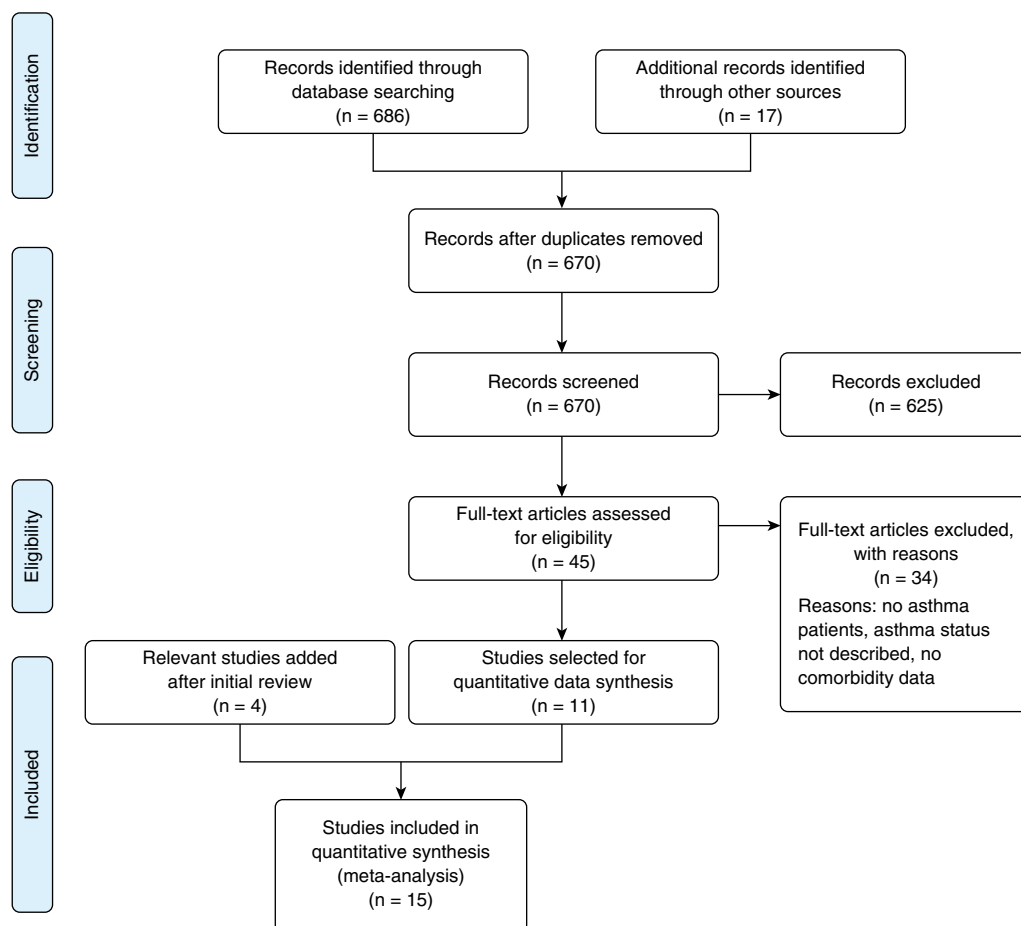 Identification
Records identified through
database searching
(n = 686)
Additional records identified
through other sources
(n = 17)
Records after duplicates removed
(n = 670)
Screening
Records screened
(n = 670)
Records excluded
(n = 625)
Eligibility
Full-text articles assessed
for eligibility
(n = 45)
Full-text articles excluded,
with reasons
(n = 34)
Reasons: no asthma
patients, asthma status
not described, no
comorbidity data
Included
Relevant studies added
after initial review
(n = 4)
Studies selected for
quantitative data synthesis
(n = 11)
Studies included in
quantitative synthesis
(meta-analysis)
(n = 15)